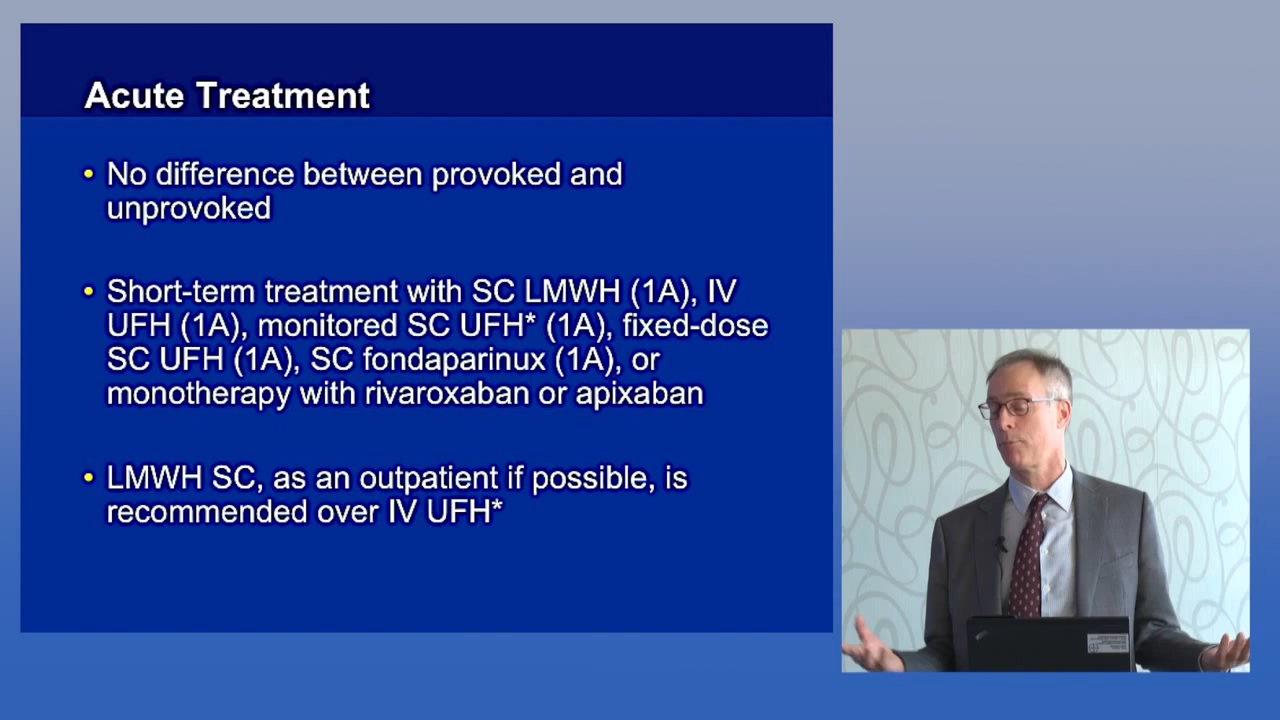 Acute Treatment
• No difference between provoked and
unprovoked
• Short-term treatment with SC LMWH (1A), IV
UFH (1A), monitored SC UFH* (1A), fixed-dose
SC UFH (1A), SC fondaparinux (1A), or
monotherapy with rivaroxaban or apixaban
• LMWH SC, as an outpatient if possible, is
recommended over IV UFH*